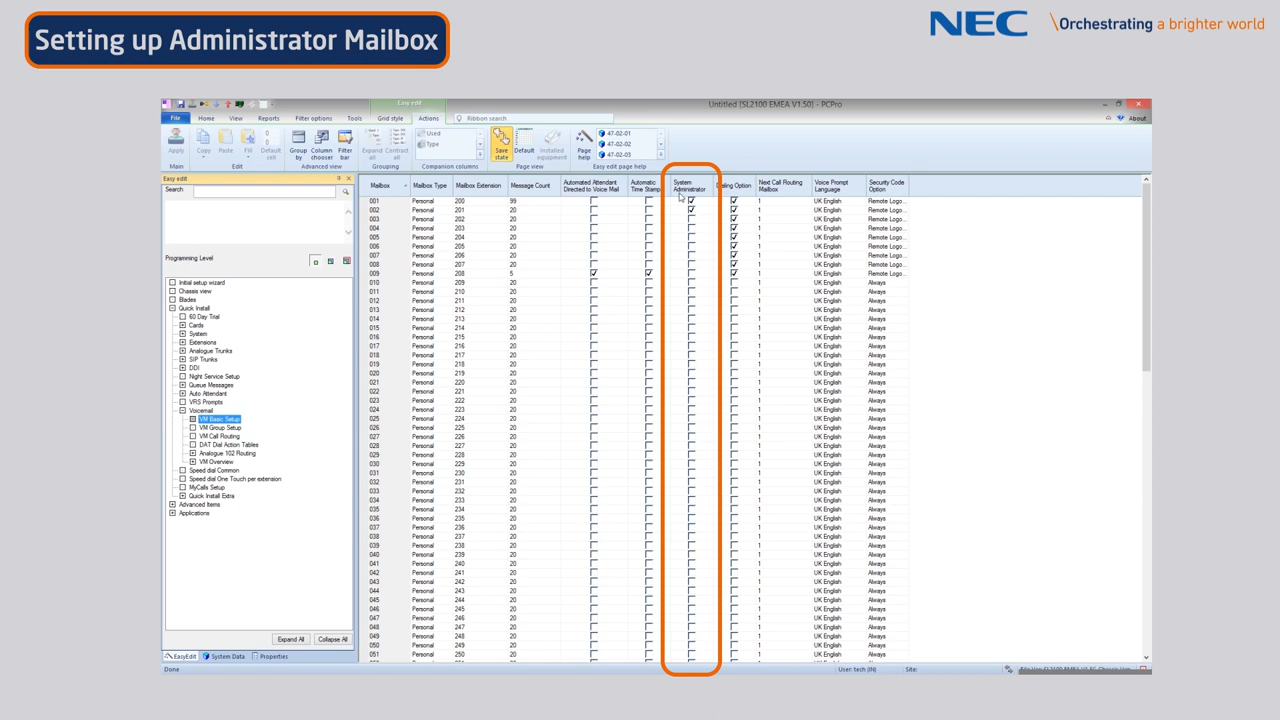 Setting up Administrator Mailbox
NEC \Orchestrating a brighter world
Easy edit
Untitled [SL2100 EMEA V1.50] - PCPro
File Home View Reports Filter options Tools Grid style Actions Ribbon search About
Apply Copy Paste Fill Default cell Group by Column chooser Filter bar Expand all Contract all Used Type Save state Default Installed equipment Page help 47-02-01 47-02-02 47-02-03
Main Edit Advanced view Grouping Companion columns Page view Easy edit page help
Easy edit
Search
Programming Level
Initial setup wizard
Chassis view
Blades
Quick Install
60 Day Trial
Cards
System
Extensions
Analogue Trunks
SIP Trunks
DDI
Night Service Setup
Queue Messages
Auto Attendant
VRS Prompts
Voicemail
VM Basic Setup
VM Group Setup
VM Call Routing
DAT Dial Action Tables
Analogue 102 Routing
VM Overview
Speed dial Common
Speed dial One Touch per extension
MyCalls Setup
Quick Install Extra
Advanced Items
Applications
Expand All Collapse All
EasyEdit System Data Properties
Mailbox Mailbox Type Mailbox Extension Message Count Automated Attendant Directed to Voice Mail Automatic Time Stamp System Administrator Dialing Option Next Call Routing Mailbox Voice Prompt Language Security Code Option
001 Personal 200 99 1 UK English Remote Logo...
002 Personal 201 20 1 UK English Remote Logo...
003 Personal 202 20 1 UK English Remote Logo...
004 Personal 203 20 1 UK English Remote Logo...
005 Personal 204 20 1 UK English Remote Logo...
006 Personal 205 20 1 UK English Remote Logo...
007 Personal 206 20 1 UK English Remote Logo...
008 Personal 207 20 1 UK English Remote Logo...
009 Personal 208 5 1 UK English Remote Logo...
010 Personal 209 20 1 UK English Always
011 Personal 210 20 1 UK English Always
012 Personal 211 20 1 UK English Always
013 Personal 212 20 1 UK English Always
014 Personal 213 20 1 UK English Always
015 Personal 214 20 1 UK English Always
016 Personal 215 20 1 UK English Always
017 Personal 216 20 1 UK English Always
018 Personal 217 20 1 UK English Always
019 Personal 218 20 1 UK English Always
020 Personal 219 20 1 UK English Always
021 Personal 220 20 1 UK English Always
022 Personal 221 20 1 UK English Always
023 Personal 222 20 1 UK English Always
024 Personal 223 20 1 UK English Always
025 Personal 224 20 1 UK English Always
026 Personal 225 20 1 UK English Always
027 Personal 226 20 1 UK English Always
028 Personal 227 20 1 UK English Always
029 Personal 228 20 1 UK English Always
030 Personal 229 20 1 UK English Always
031 Personal 230 20 1 UK English Always
032 Personal 231 20 1 UK English Always
033 Personal 232 20 1 UK English Always
034 Personal 233 20 1 UK English Always
035 Personal 234 20 1 UK English Always
036 Personal 235 20 1 UK English Always
037 Personal 236 20 1 UK English Always
038 Personal 237 20 1 UK English Always
039 Personal 238 20 1 UK English Always
040 Personal 239 20 1 UK English Always
041 Personal 240 20 1 UK English Always
042 Personal 241 20 1 UK English Always
043 Personal 242 20 1 UK English Always
044 Personal 243 20 1 UK English Always
045 Personal 244 20 1 UK English Always
046 Personal 245 20 1 UK English Always
047 Personal 246 20 1 UK English Always
048 Personal 247 20 1 UK English Always
049 Personal 248 20 1 UK English Always
050 Personal 249 20 1 UK English Always
051 Personal 250 20 1 UK English Always
Done User: tech (IN) Site: